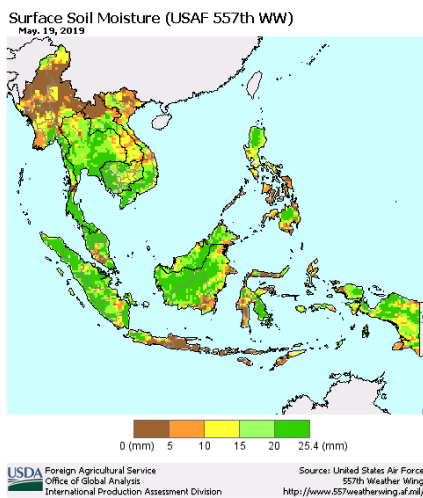 Surface Soil Moisture (USAF 557th WW)
May. 19, 2019
0 (mm) 5 10 15 20 25.4 (mm)
USDA Foreign Agricultural Service
Office of Global Analysis
International Production Assessment Division
Source: United States Air Force
557th Weather Wing
http://www.557weatherwing.af.mil/